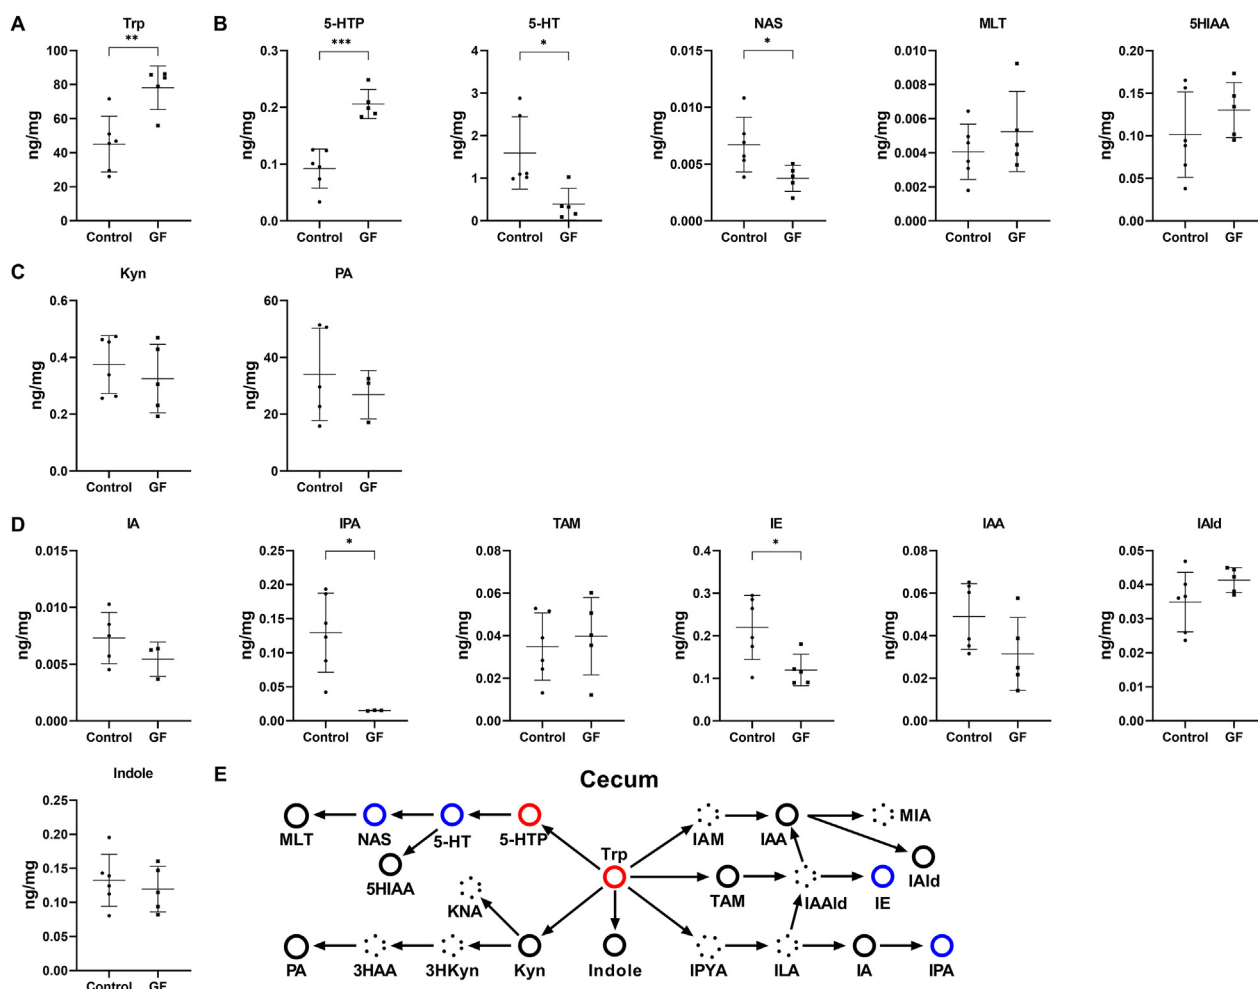 A
Trp
**
100
80
60
40
20
0
ng/mg
Control GF
B
5-HTP
***
0.3
0.2
0.1
0.0
ng/mg
Control GF
5-HT
*
4
3
2
1
0
ng/mg
Control GF
NAS
*
0.015
0.010
0.005
0.000
ng/mg
Control GF
MLT
0.010
0.008
0.006
0.004
0.002
0.000
ng/mg
Control GF
5HIAA
0.20
0.15
0.10
0.05
0.00
ng/mg
Control GF
C
Kyn
0.6
0.4
0.2
0.0
ng/mg
Control GF
PA
60
40
20
0
ng/mg
Control GF
D
IA
0.015
0.010
0.005
0.000
ng/mg
Control GF
IPA
*
0.25
0.20
0.15
0.10
0.05
0.00
ng/mg
Control GF
TAM
0.08
0.06
0.04
0.02
0.00
ng/mg
Control GF
IE
*
0.4
0.3
0.2
0.1
0.0
ng/mg
Control GF
IAA
0.08
0.06
0.04
0.02
0.00
ng/mg
Control GF
IAld
0.05
0.04
0.03
0.02
0.01
0.00
ng/mg
Control GF
Indole
0.25
0.20
0.15
0.10
0.05
0.00
ng/mg
Control GF
E
Cecum
MLT NAS 5-HT 5-HTP IAM IAA MIA
Trp
5HIAA TAM IAAld IE IAld
KNA
PA 3HAA 3HKyn Kyn Indole IPYA ILA IA IPA